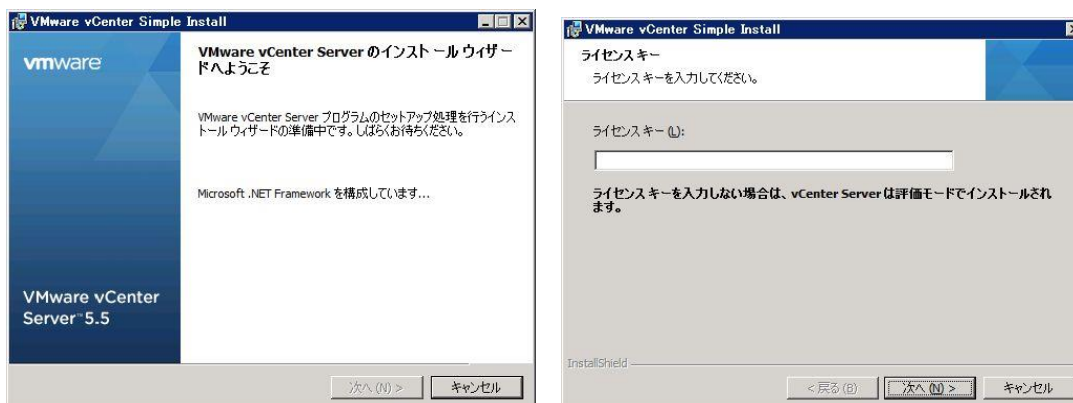 VMware vCenter Simple Install
vmware
VMware vCenter Server のインストール ウィザー
ドへようこそ
VMware vCenter Server プログラムのセットアップ処理を行うインス
トール ウィザードの準備中です。しばらくお待ちください。
Microsoft .NET Framework を構成しています...
VMware vCenter
Server™ 5.5
次へ(N) >
キャンセル
VMware vCenter Simple Install
ライセンス キー
ライセンス キーを入力してください。
ライセンス キー(L):
ライセンス キーを入力しない場合は、vCenter Server は評価モードでインストールされ
ます。
InstallShield
< 戻る(B)
次へ(N) >
キャンセル